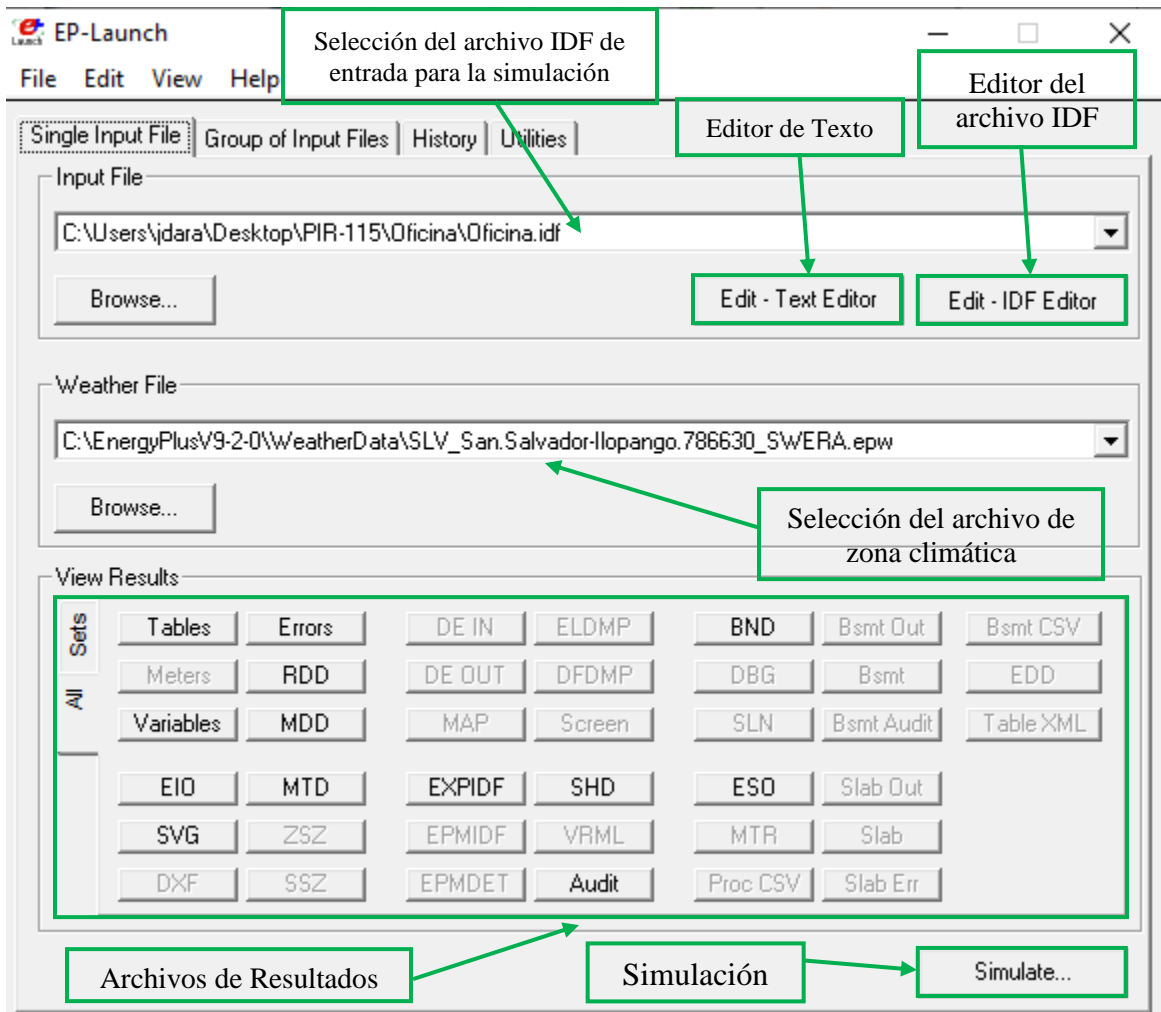 EP-Launch
Selección del archivo IDF de
entrada para la simulación
File Edit View Help
Editor del
archivo IDF
Editor de Texto
Single Input File Group of Input Files History Utilities
Input File
C:\Users\jdara\Desktop\PIR-115\Oficina\Oficina.idf
Browse... Edit - Text Editor Edit - IDF Editor
Weather File
C:\EnergyPlusV9-2-0\WeatherData\SLV_San.Salvador-Ilopango.786630_SWERA.epw
Browse...
Selección del archivo de
zona climática
View Results
Sets
All
Tables Errors DE IN ELDMP BND Bsmt Out Bsmt CSV
Meters RDD DE OUT DFDMP DBG Bsmt EDD
Variables MDD MAP Screen SLN Bsmt Audit Table XML
EIO MTD EXPIDF SHD ESO Slab Out
SVG ZSZ EPMIDF VRML MTR Slab
DXF SSZ EPMDET Audit Proc CSV Slab Err
Archivos de Resultados
Simulación
Simulate...